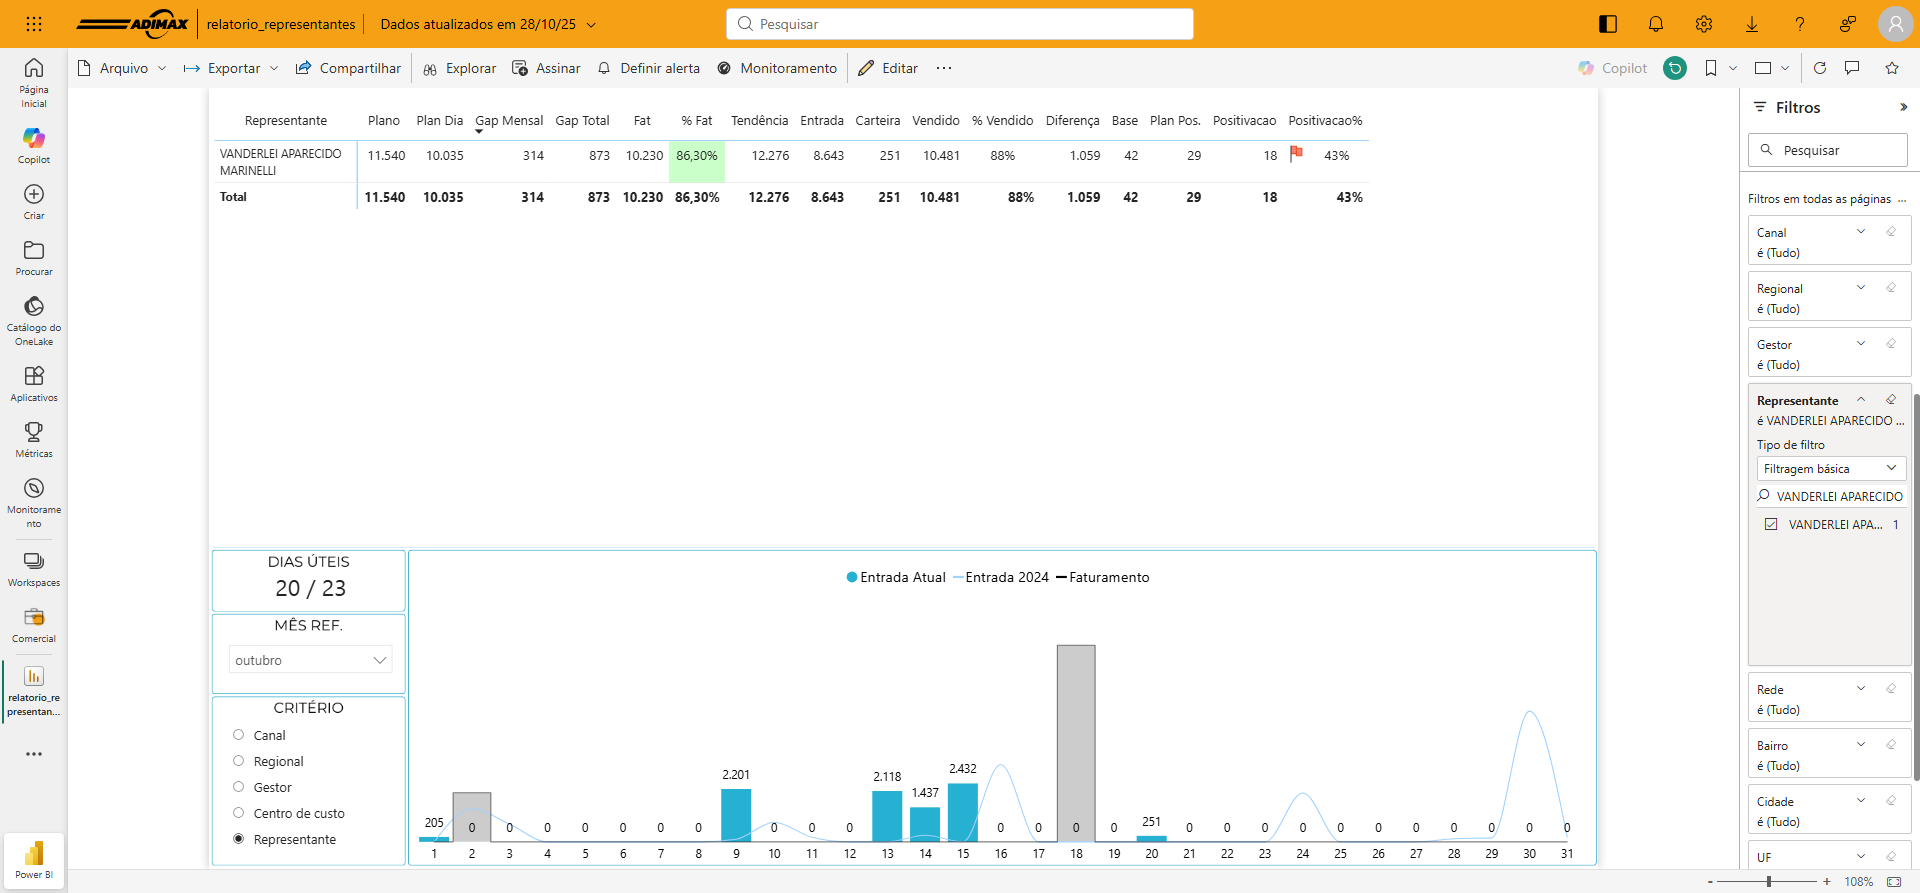 ADIMAX relatorio_representantes Dados atualizados em 28/10/25 Pesquisar
Arquivo Exportar Compartilhar Explorar Assinar Definir alerta Monitoramento Editar ... Copilot
Página Inicial
Copilot
Criar
Procurar
Catálogo do OneLake
Aplicativos
Métricas
Monitorame
nto
Workspaces
Comercial
relatorio_re
presentan...
Power BI
Representante Plano Plan Dia Gap Mensal Gap Total Fat % Fat Tendência Entrada Carteira Vendido % Vendido Diferença Base Plan Pos. Positivacao Positivacao%
VANDERLEI APARECIDO MARINELLI 11.540 10.035 314 873 10.230 86,30% 12.276 8.643 251 10.481 88% 1.059 42 29 18 43%
Total 11.540 10.035 314 873 10.230 86,30% 12.276 8.643 251 10.481 88% 1.059 42 29 18 43%
DIAS ÚTEIS
20 / 23
MÊS REF.
outubro
CRITÉRIO
Canal
Regional
Gestor
Centro de custo
Representante
Entrada Atual Entrada 2024 Faturamento
205 0 0 0 0 0 0 0 2.201 0 0 0 2.118 1.437 2.432 0 0 0 0 251 0 0 0 0 0 0 0 0 0 0 0
1 2 3 4 5 6 7 8 9 10 11 12 13 14 15 16 17 18 19 20 21 22 23 24 25 26 27 28 29 30 31
Filtros
Pesquisar
Filtros em todas as páginas ...
Canal
é (Tudo)
Regional
é (Tudo)
Gestor
é (Tudo)
Representante
é VANDERLEI APARECIDO ...
Tipo de filtro
Filtragem básica
VANDERLEI APARECIDO
VANDERLEI APA... 1
Rede
é (Tudo)
Bairro
é (Tudo)
Cidade
é (Tudo)
UF
- + 108%